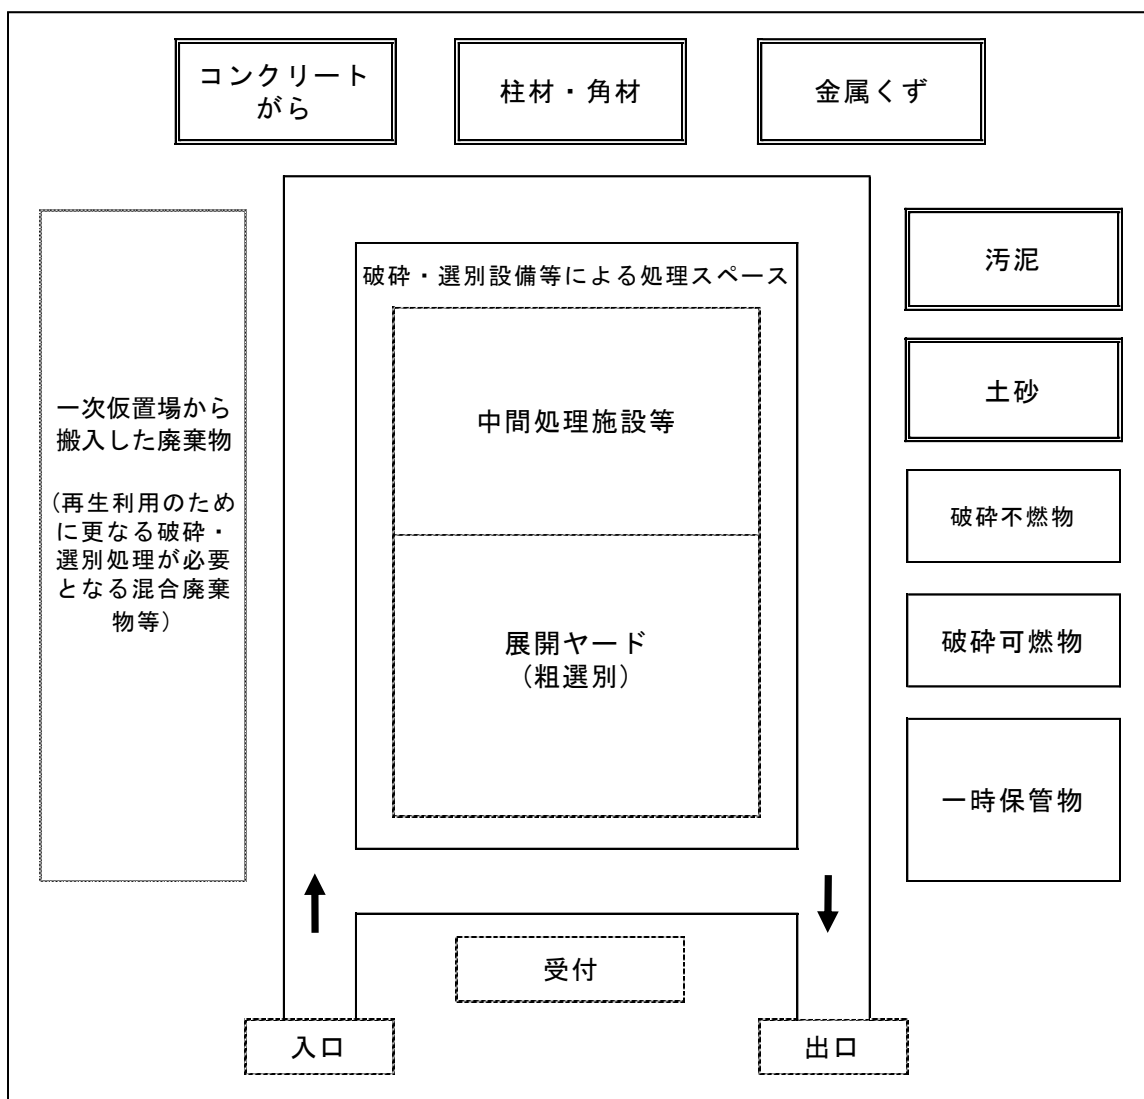 コンクリート
がら
柱材・角材
金属くず
一次仮置場から
搬入した廃棄物
(再生利用のため
に更なる破砕・
選別処理が必要
となる混合廃棄
物等)
破砕・選別設備等による処理スペース
中間処理施設等
展開ヤード
(粗選別)
汚泥
土砂
破砕不燃物
破砕可燃物
一時保管物
受付
入口
出口